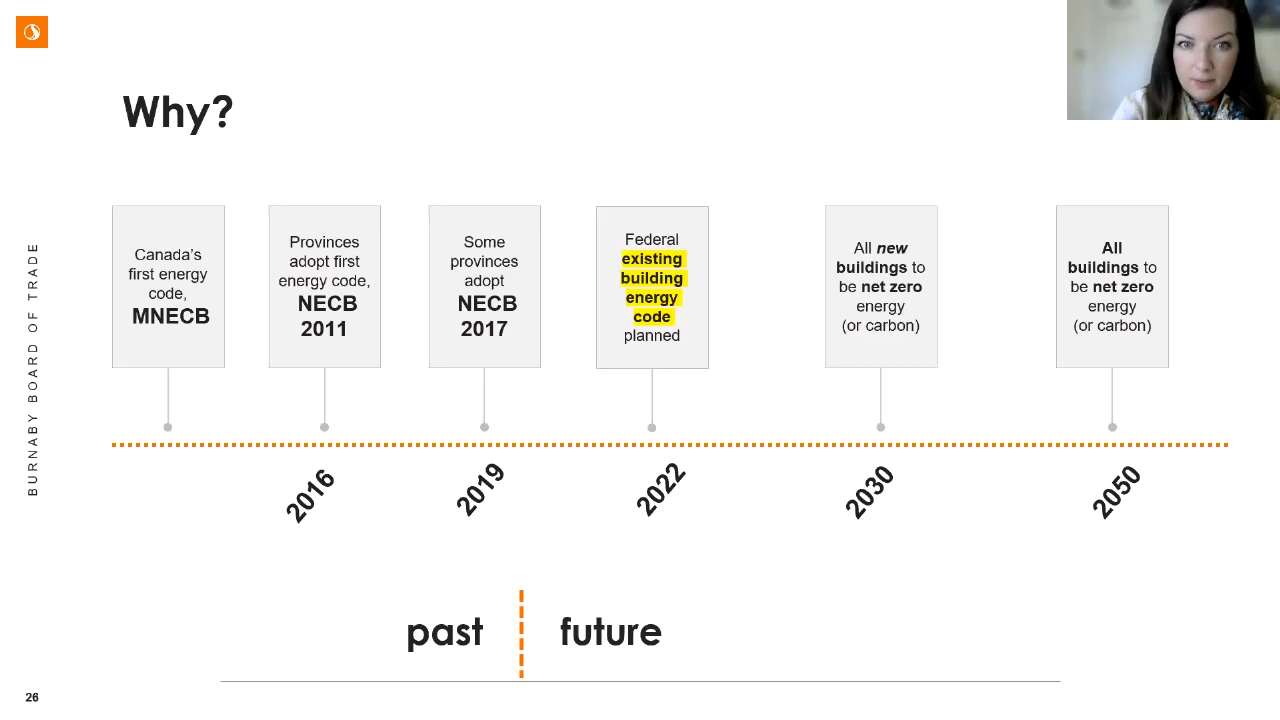 Why?
BURNABY BOARD OF TRADE
Canada's
first energy
code,
MNECB
Provinces
adopt first
energy code,
NECB
2011
Some
provinces
adopt
NECB
2017
Federal
existing
building
energy
code
planned
All new
buildings to
be net zero
energy
(or carbon)
All
buildings to
be net zero
energy
(or carbon)
2016
2019
2022
2030
2050
past
future
26